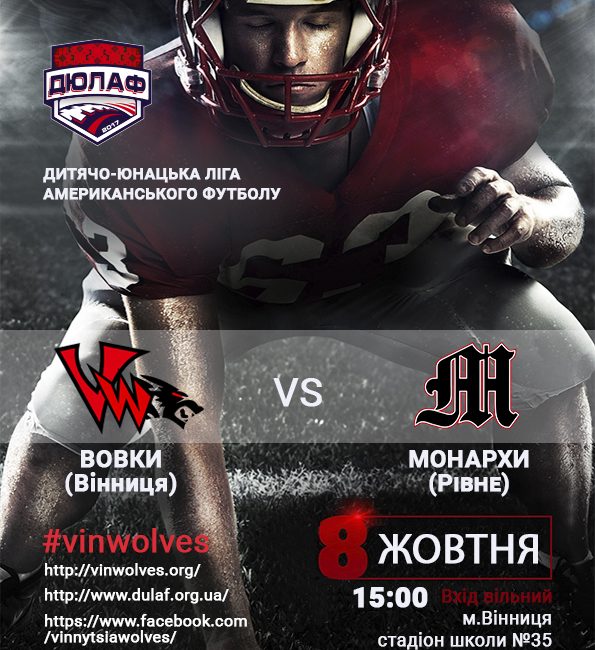 ДЮЛАФ
2017
ДИТЯЧО-ЮНАЦЬКА ЛІГА
АМЕРИКАНСЬКОГО ФУТБОЛУ
VS
ВОВКИ
(Вінниця)
МОНАРХИ
(Рівне)
#vinwolves
http://vinwolves.org/
http://www.dulaf.org.ua/
https://www.facebook.com
/vinnytsiawolves/
8 ЖОВТНЯ
15:00 Вхід вільний
м.Вінниця
стадіон школи №35